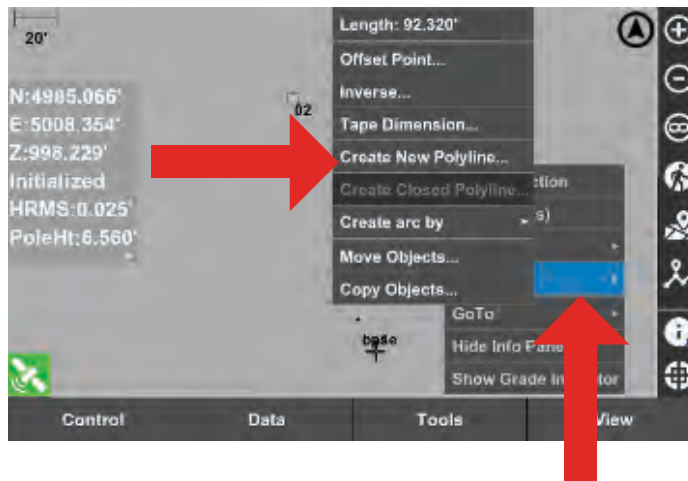 20'
N:4985.066'
E:5008.354'
Z:998.229'
Initialized
HRMS:0.025'
PoleHt:6.560'
02
base
Length: 92.320'
Offset Point...
Inverse...
Tape Dimension...
Create New Polyline...
Create Closed Polyline...
Create arc by
Move Objects...
Copy Objects...
GoTo
Hide Info
Show Grade
Control
Data
Tools
View